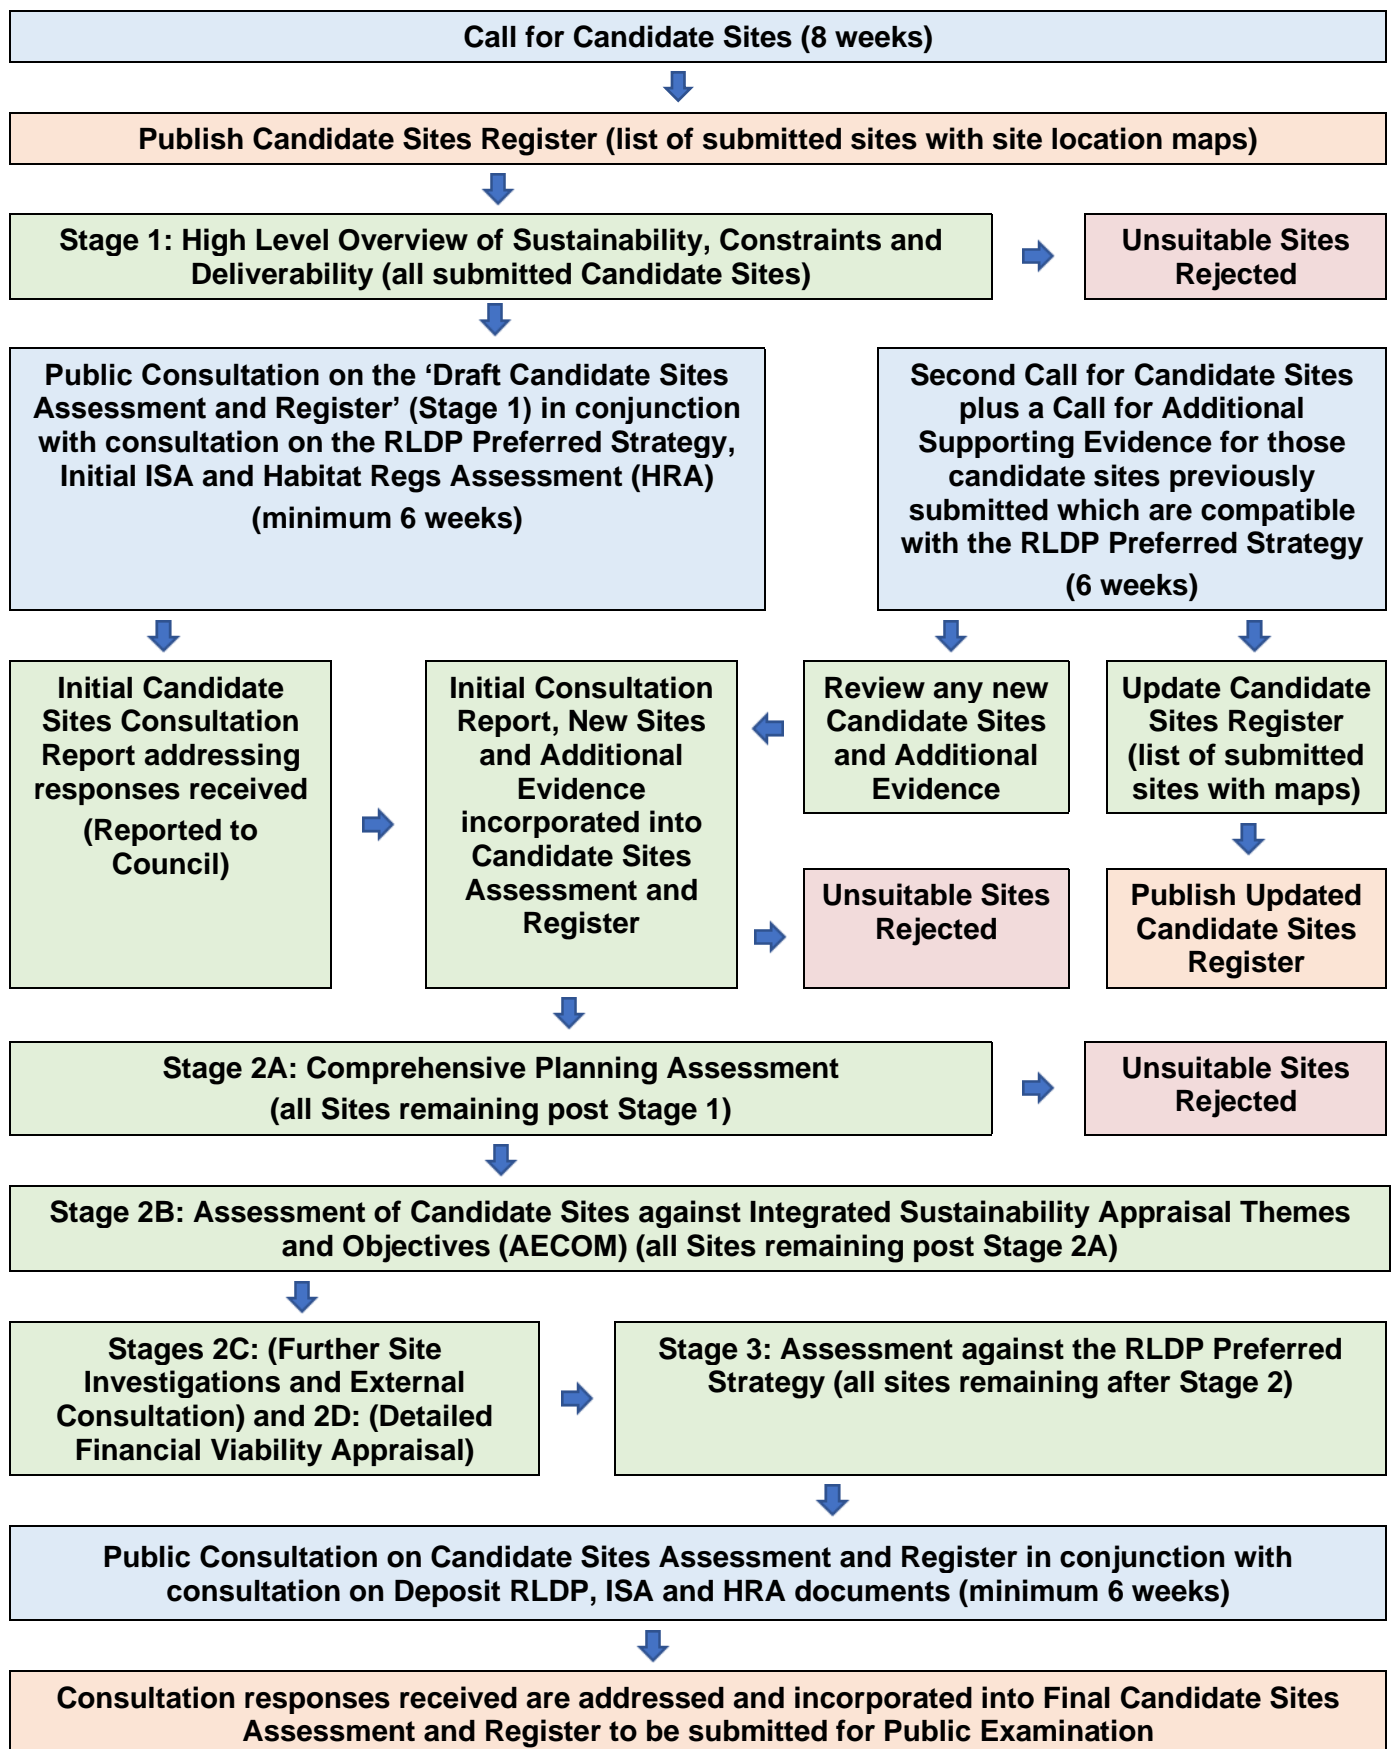 Call for Candidate Sites (8 weeks)
Publish Candidate Sites Register (list of submitted sites with site location maps)
Stage 1: High Level Overview of Sustainability, Constraints and
Deliverability (all submitted Candidate Sites)
Unsuitable Sites
Rejected
Public Consultation on the ‘Draft Candidate Sites
Assessment and Register’ (Stage 1) in conjunction
with consultation on the RLDP Preferred Strategy,
Initial ISA and Habitat Regs Assessment (HRA)
(minimum 6 weeks)
Second Call for Candidate Sites
plus a Call for Additional
Supporting Evidence for those
candidate sites previously
submitted which are compatible
with the RLDP Preferred Strategy
(6 weeks)
Initial Candidate
Sites Consultation
Report addressing
responses received
(Reported to
Council)
Initial Consultation
Report, New Sites
and Additional
Evidence
incorporated into
Candidate Sites
Assessment and
Register
Review any new
Candidate Sites
and Additional
Evidence
Update Candidate
Sites Register
(list of submitted
sites with maps)
Unsuitable Sites
Rejected
Publish Updated
Candidate Sites
Register
Stage 2A: Comprehensive Planning Assessment
(all Sites remaining post Stage 1)
Unsuitable Sites
Rejected
Stage 2B: Assessment of Candidate Sites against Integrated Sustainability Appraisal Themes
and Objectives (AECOM) (all Sites remaining post Stage 2A)
Stages 2C: (Further Site
Investigations and External
Consultation) and 2D: (Detailed
Financial Viability Appraisal)
Stage 3: Assessment against the RLDP Preferred
Strategy (all sites remaining after Stage 2)
Public Consultation on Candidate Sites Assessment and Register in conjunction with
consultation on Deposit RLDP, ISA and HRA documents (minimum 6 weeks)
Consultation responses received are addressed and incorporated into Final Candidate Sites
Assessment and Register to be submitted for Public Examination